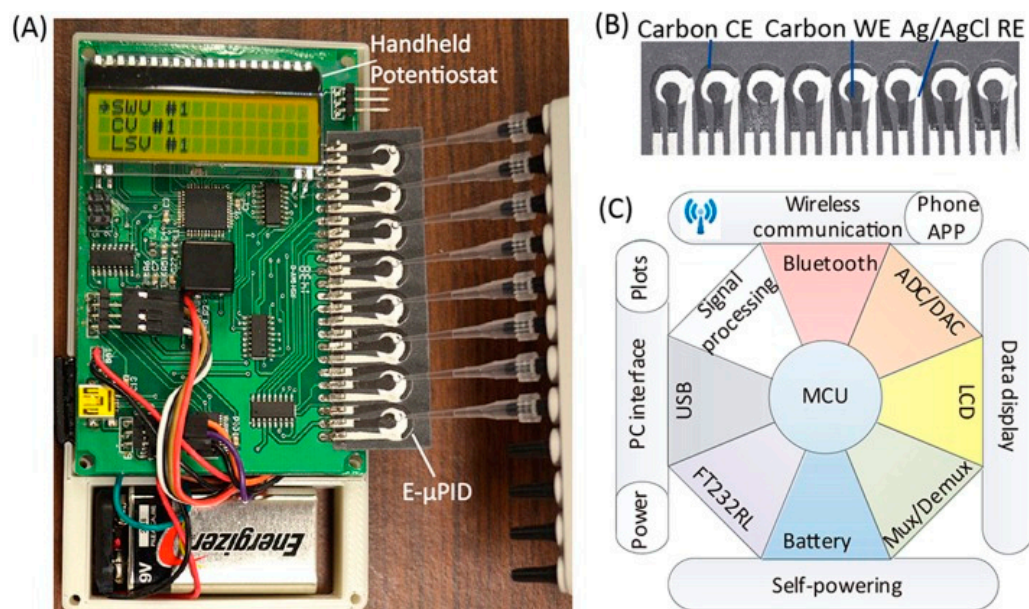 (A)
Handheld
Potentiostat
SWV #1
CV #1
LSV #1
E-μPID
Energizer
9V
(B)
Carbon CE
Carbon WE
Ag/AgCl RE
(C)
Wireless
communication
Phone
APP
Plots
PC interface
Power
Data display
Self-powering
Signal
processing
Bluetooth
ADC/DAC
USB
MCU
LCD
FT232RL
Battery
Mux/Demux